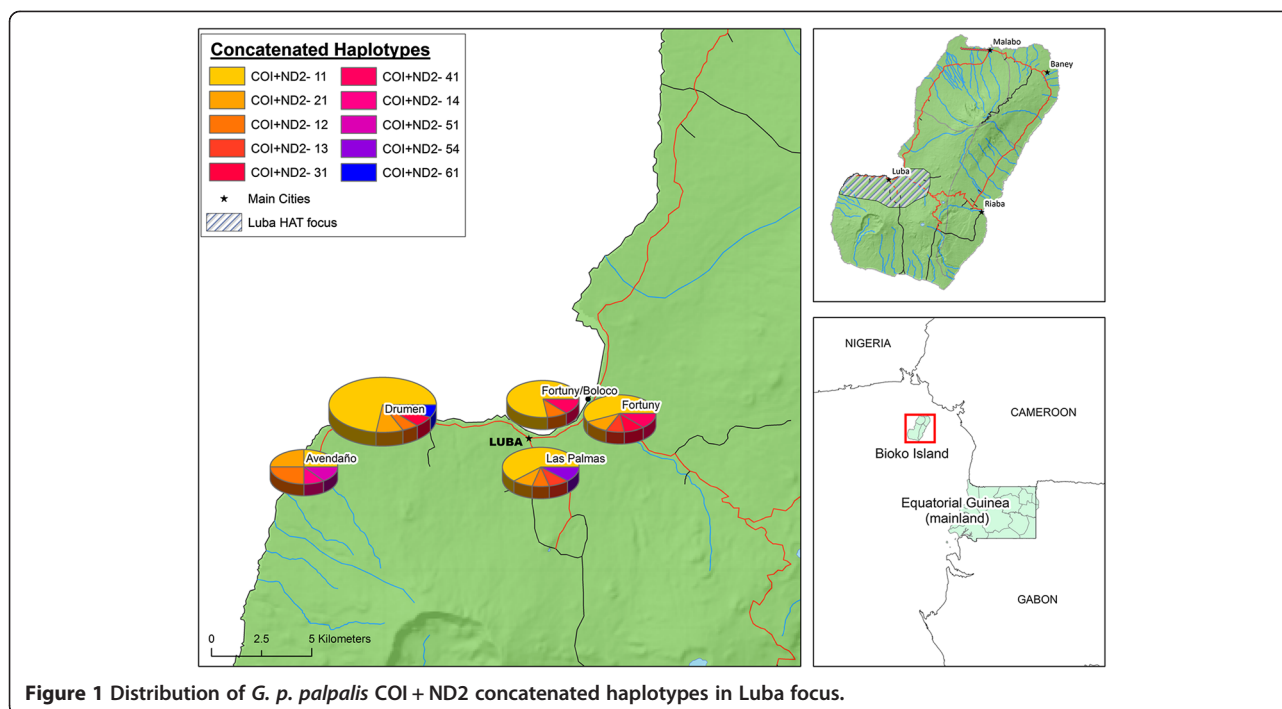 Concatenated Haplotypes
COI+ND2- 11
COI+ND2- 21
COI+ND2- 12
COI+ND2- 13
COI+ND2- 31
COI+ND2- 41
COI+ND2- 14
COI+ND2- 51
COI+ND2- 54
COI+ND2- 61
Main Cities
Luba HAT focus
Drumen
Fortuny/Boloco
Fortuny
LUBA
Avendaño
Las Palmas
0 2.5 5 Kilometers
Malabo
Baney
Luba
Riaba
NIGERIA
CAMEROON
Bioko Island
Equatorial Guinea
(mainland)
GABON
Figure 1 Distribution of G. p. palpalis COI + ND2 concatenated haplotypes in Luba focus.